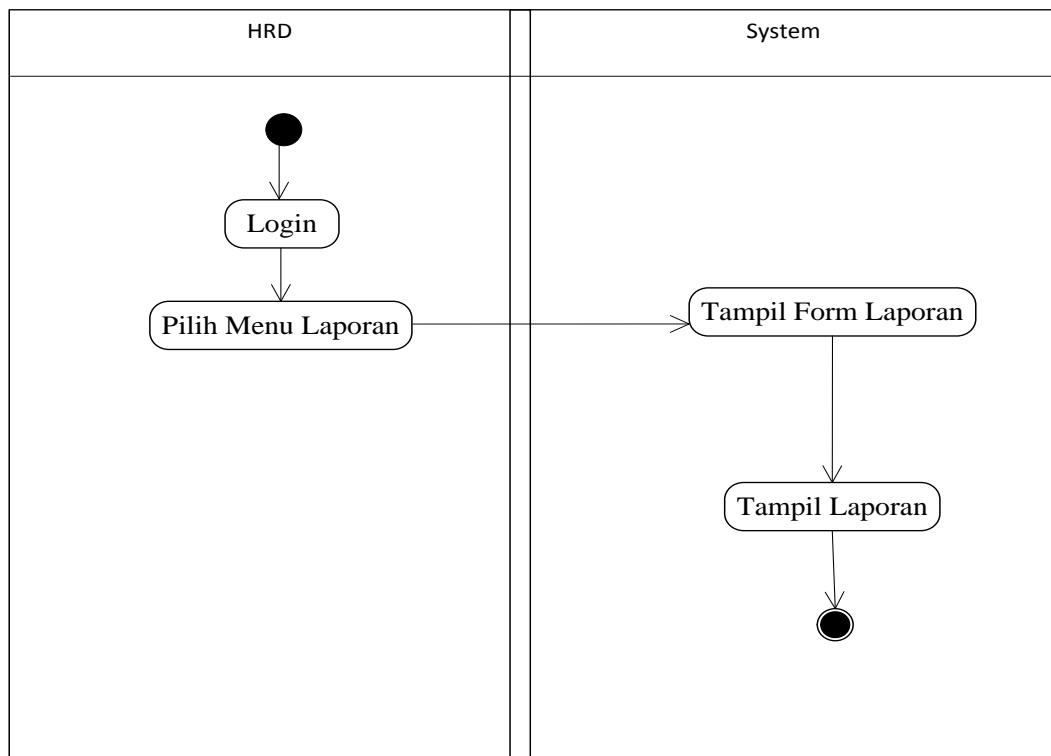 HRD
System
Login
Pilih Menu Laporan
Tampil Form Laporan
Tampil Laporan